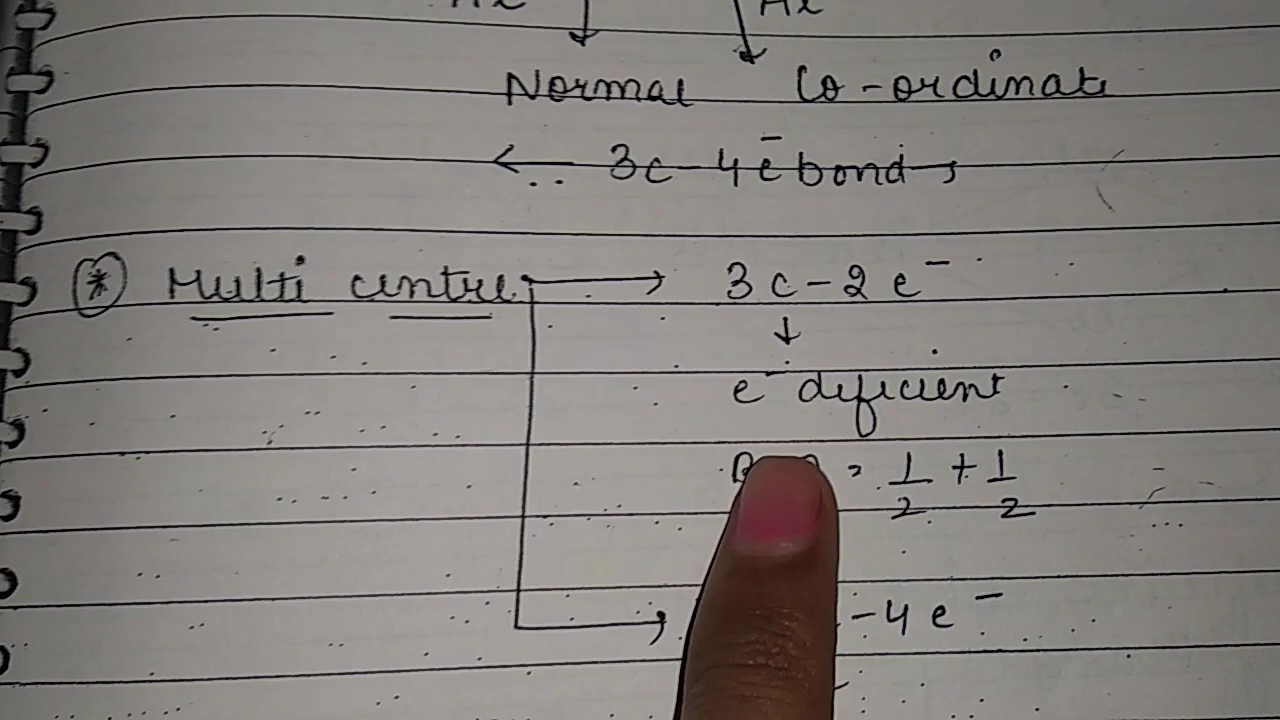 Normal Co-ordinate
← 3c-4e⁻ bond →
* Multi centre → 3c-2e⁻
↓
e⁻ deficient
= 1/2 + 1/2
-4e⁻